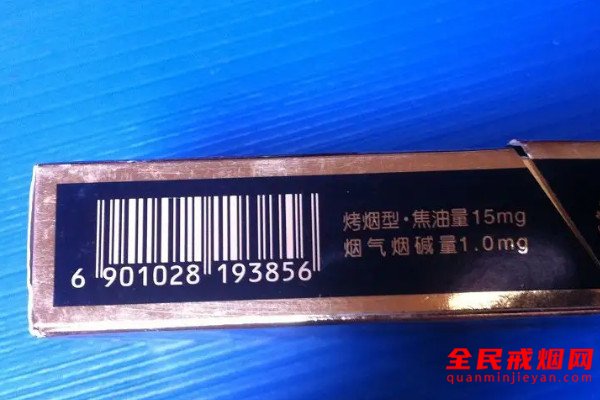 烤烟型·焦油量15mg
烟气烟碱量1.0mg
6 901028 193856
全民戒烟网
quanminjieyan.com